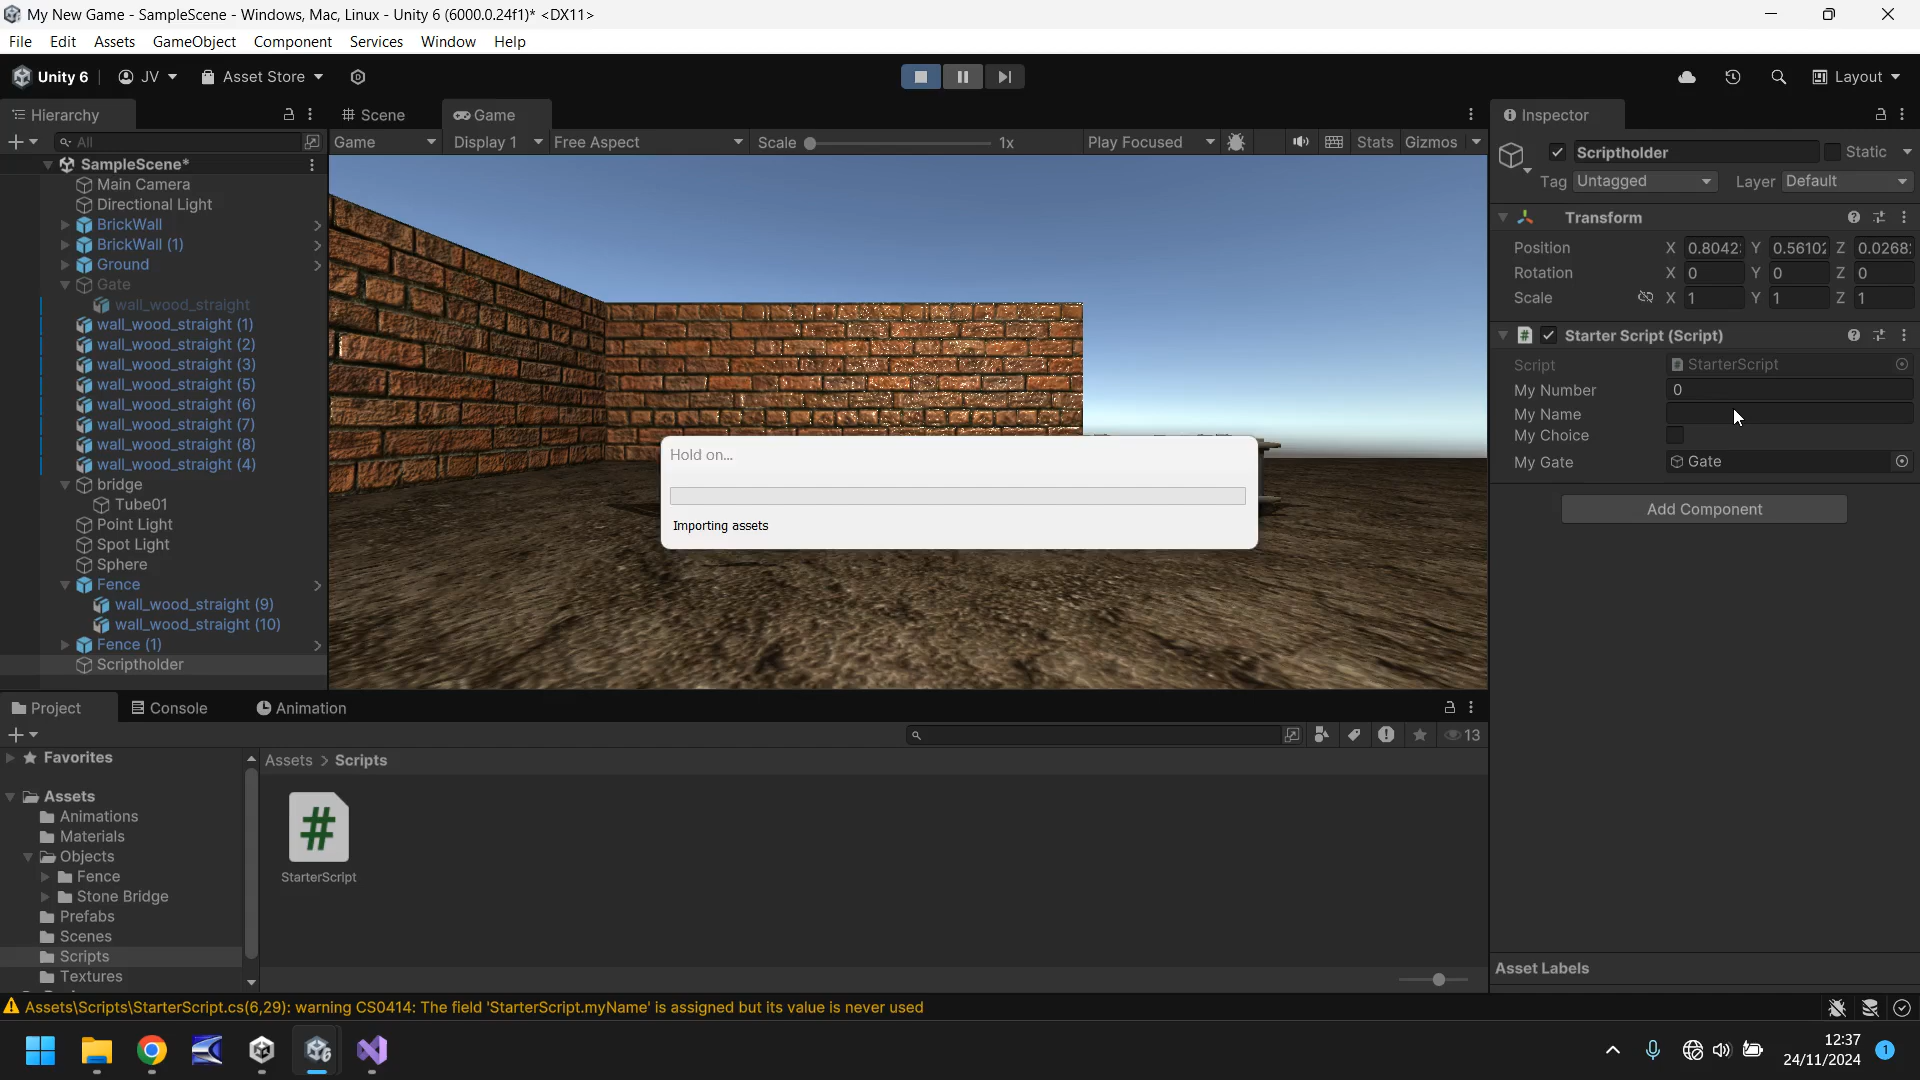 My New Game - SampleScene - Windows, Mac, Linux - Unity 6 (6000.0.24f1)* <DX11>
File Edit Assets GameObject Component Services Window Help
Unity 6 JV Asset Store Layout
Hierarchy
All
SampleScene*
Main Camera
Directional Light
BrickWall
BrickWall (1)
Ground
Gate
wall_wood_straight
wall_wood_straight (1)
wall_wood_straight (2)
wall_wood_straight (3)
wall_wood_straight (5)
wall_wood_straight (6)
wall_wood_straight (7)
wall_wood_straight (8)
wall_wood_straight (4)
bridge
Tube01
Point Light
Spot Light
Sphere
Fence
wall_wood_straight (9)
wall_wood_straight (10)
Fence (1)
Scriptholder
Scene Game
Game Display 1 Free Aspect Scale 1x Play Focused Stats Gizmos
Hold on...
Importing assets
Inspector
Scriptholder Static
Tag Untagged Layer Default
Transform
Position X 0.8042 Y 0.5610 Z 0.0268
Rotation X 0 Y 0 Z 0
Scale X 1 Y 1 Z 1
Starter Script (Script)
Script StarterScript
My Number 0
My Name
My Choice
My Gate Gate
Add Component
Asset Labels
Project Console Animation
13
Favorites
Assets
Animations
Materials
Objects
Fence
Stone Bridge
Prefabs
Scenes
Scripts
Textures
Assets > Scripts
#
StarterScript
Assets\Scripts\StarterScript.cs(6,29): warning CS0414: The field 'StarterScript.myName' is assigned but its value is never used
12:37
24/11/2024
1